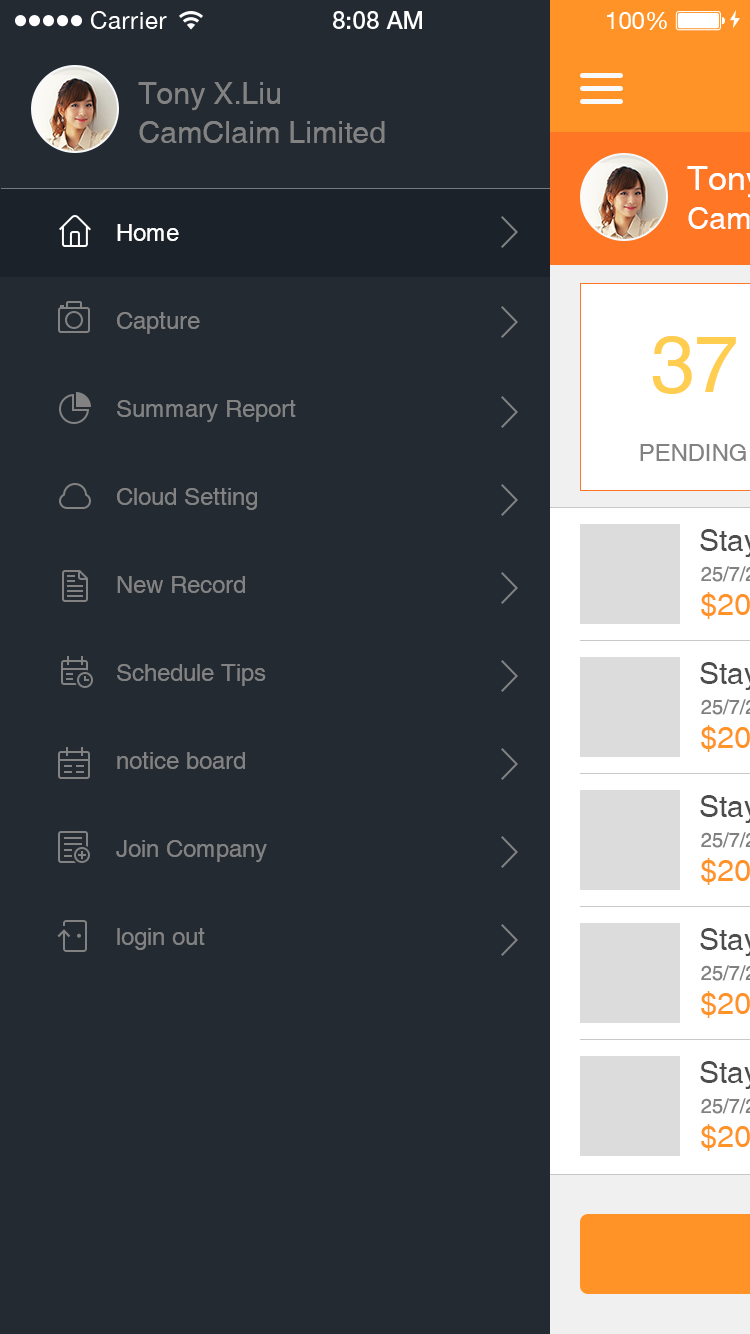 Carrier 8:08 AM 100%
Tony X.Liu
CamClaim Limited
Home
Capture
Summary Report
Cloud Setting
New Record
Schedule Tips
notice board
Join Company
login out
Tony
Cam
37
PENDING
Stay
25/7/2
$20
Stay
25/7/2
$20
Stay
25/7/2
$20
Stay
25/7/2
$20
Stay
25/7/2
$20